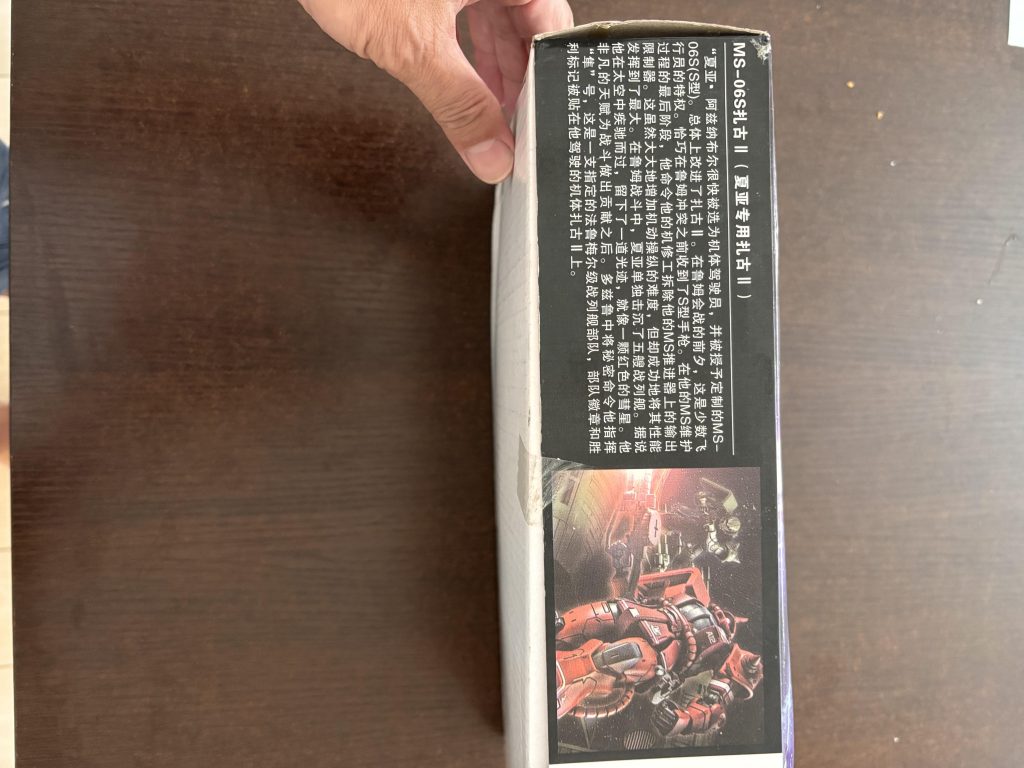 MS-06S扎古Ⅱ（夏亚专用扎古Ⅱ）
“夏亚·阿兹纳布尔很快被选为机体驾驶员，并被授予定制的MS-
06S(S型)。总体上改进了扎古Ⅱ。在鲁姆会战的前夕，这是少数飞
行员的特权。恰巧在鲁姆冲突之前收到了S型手枪。在他的MS维护
过程的最后阶段，他命令他的机修工拆除他的MS推进器上的输出
限制器。这虽然大大地增加机动操纵的难度，但却成功地将其性能
发挥到了最大。在鲁姆战斗中，夏亚单独击沉了五艘战列舰。据说
他在太空中疾驰而过，留下了一道光迹，就像一颗红色的彗星。他
非凡的天赋为战斗做出贡献之后。多兹鲁中将秘密命令他指挥
“隼”号，这是一支指定的法鲁梅尔级战列舰部队，部队徽章和胜
利标记被贴在他驾驶的机体扎古Ⅱ上。